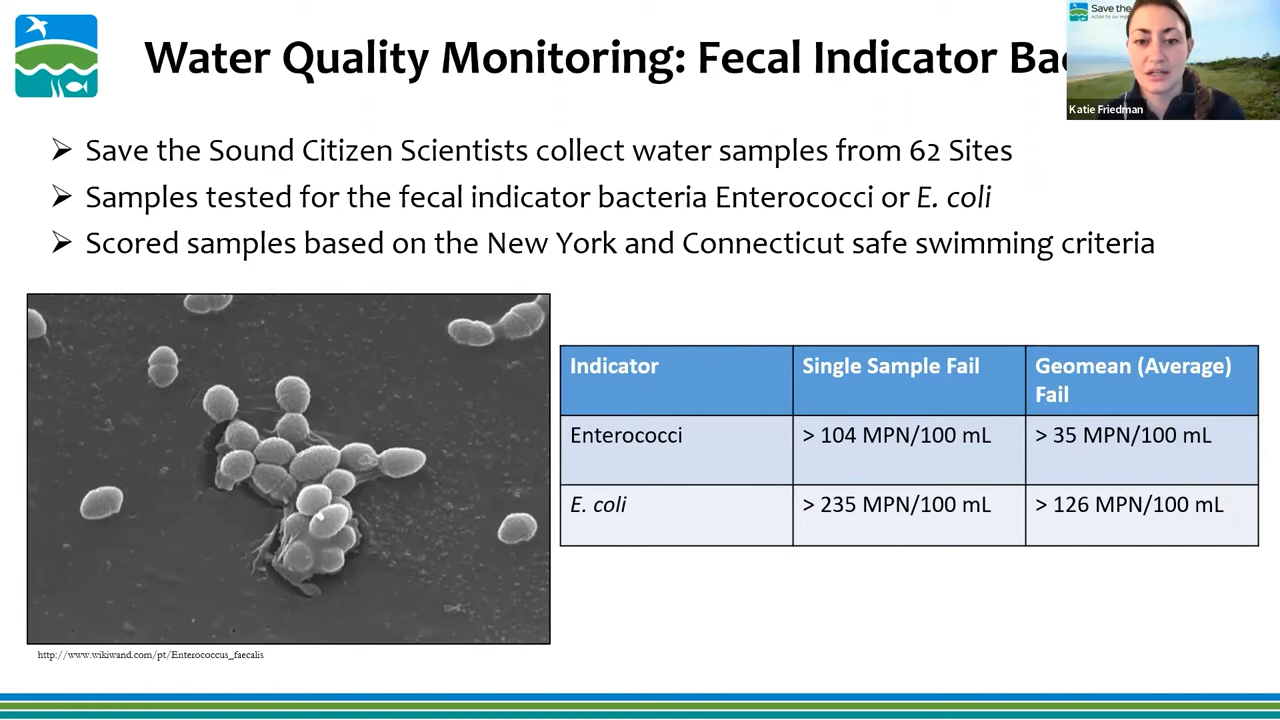 Water Quality Monitoring: Fecal Indicator
Save the
Katie Friedman
➢ Save the Sound Citizen Scientists collect water samples from 62 Sites
➢ Samples tested for the fecal indicator bacteria Enterococci or E. coli
➢ Scored samples based on the New York and Connecticut safe swimming criteria
Indicator
Single Sample Fail
Geomean (Average)
Fail
Enterococci
> 104 MPN/100 mL
> 35 MPN/100 mL
E. coli
> 235 MPN/100 mL
> 126 MPN/100 mL
http://www.wikiwand.com/pt/Enterococcus_faecalis